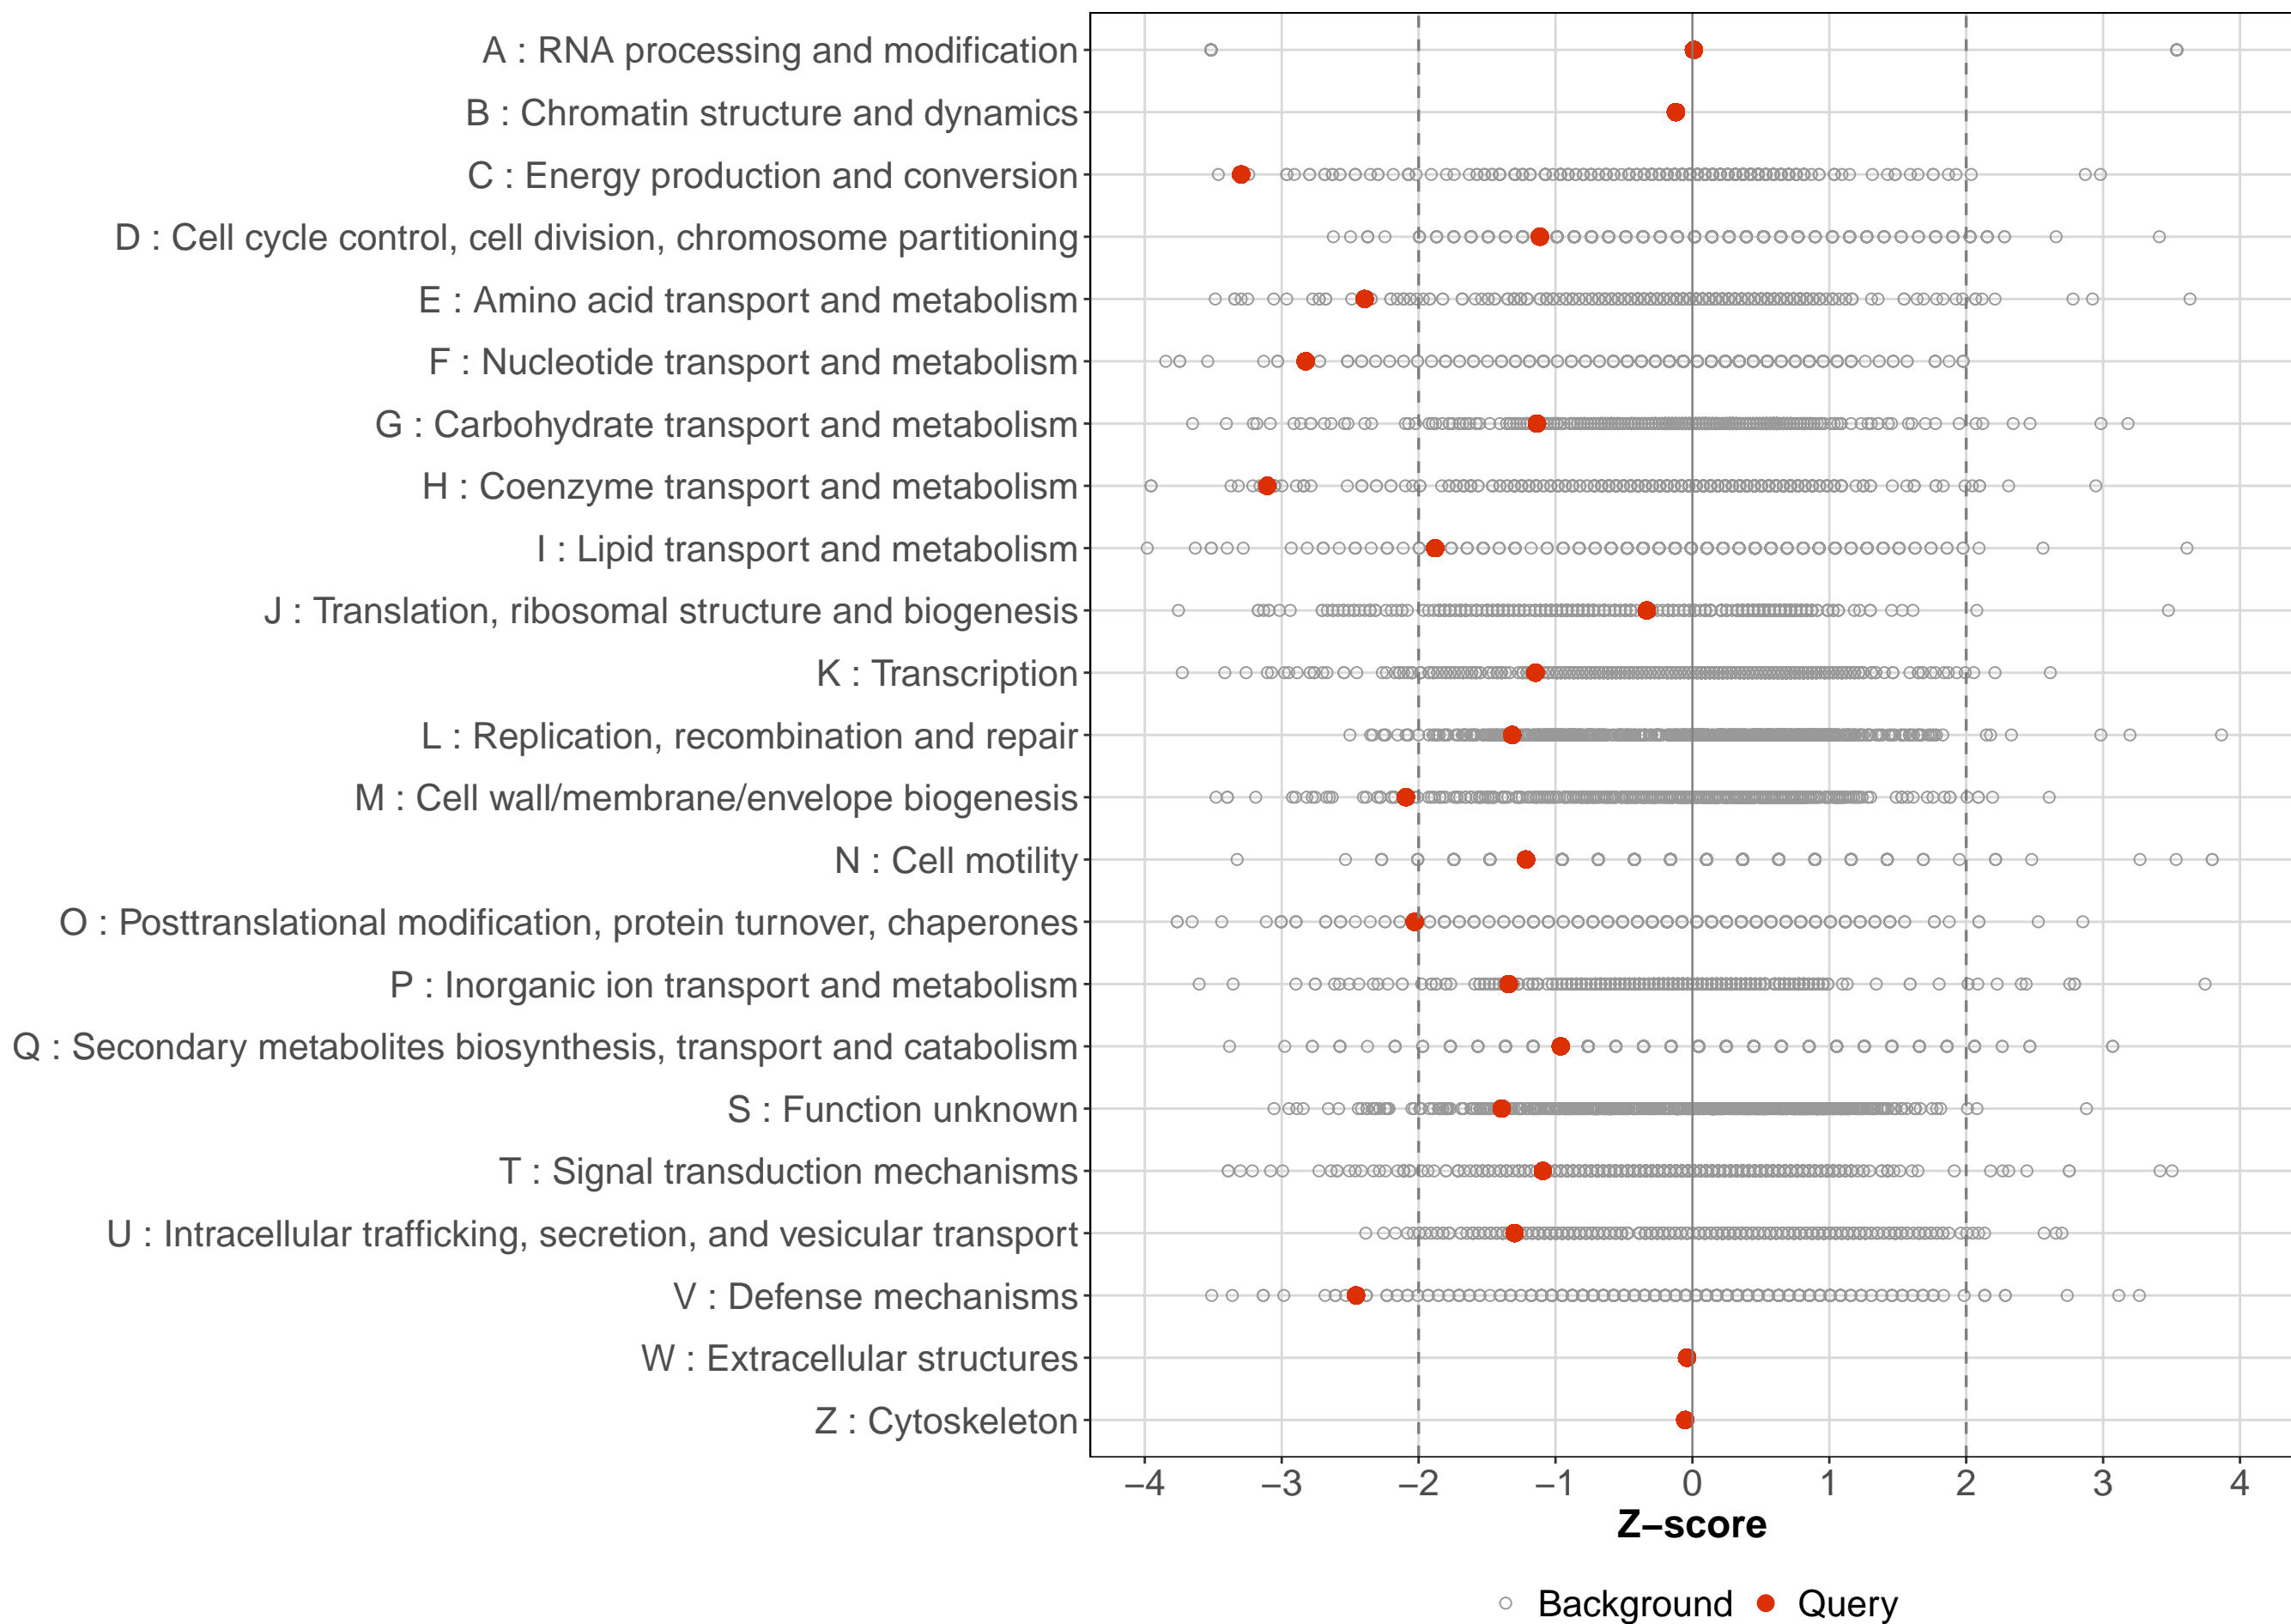 A : RNA processing and modification
B : Chromatin structure and dynamics
C : Energy production and conversion
D : Cell cycle control, cell division, chromosome partitioning
E : Amino acid transport and metabolism
F : Nucleotide transport and metabolism
G : Carbohydrate transport and metabolism
H : Coenzyme transport and metabolism
I : Lipid transport and metabolism
J : Translation, ribosomal structure and biogenesis
K : Transcription
L : Replication, recombination and repair
M : Cell wall/membrane/envelope biogenesis
N : Cell motility
O : Posttranslational modification, protein turnover, chaperones
P : Inorganic ion transport and metabolism
Q : Secondary metabolites biosynthesis, transport and catabolism
S : Function unknown
T : Signal transduction mechanisms
U : Intracellular trafficking, secretion, and vesicular transport
V : Defense mechanisms
W : Extracellular structures
Z : Cytoskeleton
−4 −3 −2 −1 0 1 2 3 4
Z−score
Background Query